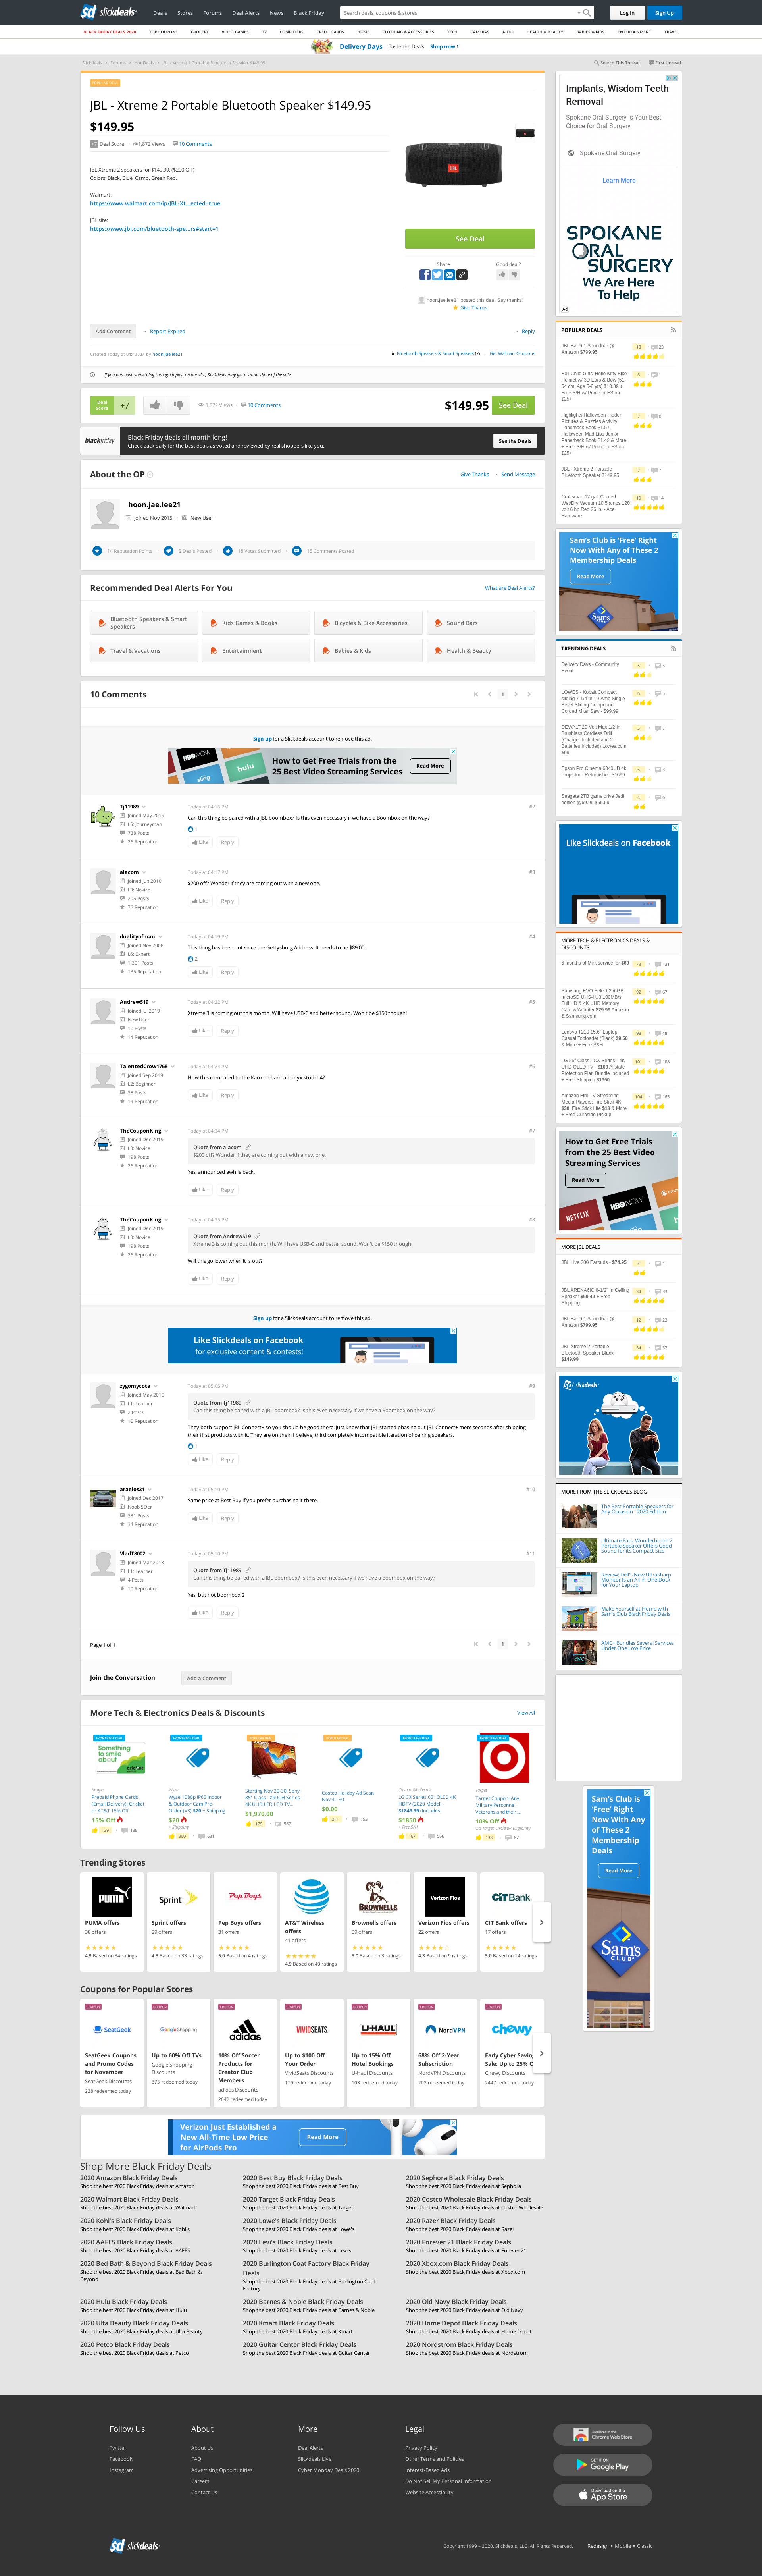 slickdeals
Deals
Stores
Forums
Deal Alerts
News
Black Friday
Search deals, coupons & stores
Log In
Sign Up
BLACK FRIDAY DEALS 2020
TOP COUPONS
GROCERY
VIDEO GAMES
TV
COMPUTERS
CREDIT CARDS
HOME
CLOTHING & ACCESSORIES
TECH
CAMERAS
AUTO
HEALTH & BEAUTY
BABIES & KIDS
ENTERTAINMENT
TRAVEL
Delivery Days Taste the Deals Shop now
Slickdeals
Forums
Hot Deals
JBL - Xtreme 2 Portable Bluetooth Speaker $149.95
Search This Thread
First Unread
JBL - Xtreme 2 Portable Bluetooth Speaker $149.95
$149.95
+7 Deal Score
1,872 Views
10 Comments
JBL Xtreme 2 speakers for $149.99. ($200 Off)
Colors: Black, Blue, Camo, Green Red.
Walmart:
https://www.walmart.com/ip/JBL-Xt...ected=true
JBL site:
https://www.jbl.com/bluetooth-spe...rs#start=1
See Deal
Share
Good deal?
hoon.jae.lee21 posted this deal. Say thanks!
Give Thanks
Add Comment
Report Expired
Reply
Created Today at 04:03 AM by hoon.jae.lee21
in Bluetooth Speakers & Smart Speakers (?)
Get Walmart Coupons
If you purchase something through a post on our site, Slickdeals may get a small share of the sale.
Deal Score +7
1,872 Views
10 Comments
$149.95
See Deal
blackfriday
Black Friday deals all month long!
Check back daily for the best deals as voted and reviewed by real shoppers like you.
See the Deals
About the OP
Give Thanks
Send Message
hoon.jae.lee21
Joined Nov 2015
New User
14 Reputation Points
2 Deals Posted
18 Votes Submitted
15 Comments Posted
Recommended Deal Alerts For You
What are Deal Alerts?
Bluetooth Speakers & Smart Speakers
Kids Games & Books
Bicycles & Bike Accessories
Sound Bars
Travel & Vacations
Entertainment
Babies & Kids
Health & Beauty
10 Comments
1
Sign up for a Slickdeals account to remove this ad.
How to Get Free Trials from the
25 Best Video Streaming Services
Read More
Tj11989
Joined May 2019
L5: Journeyman
738 Posts
26 Reputation
Today at 04:16 PM
#2
Can this thing be paired with a JBL boombox? Is this even necessary if we have a Boombox on the way?
1
Like
Reply
alacom
Joined Jun 2010
L3: Novice
205 Posts
73 Reputation
Today at 04:17 PM
#3
$200 off? Wonder if they are coming out with a new one.
Like
Reply
dualityofman
Joined Nov 2008
L6: Expert
1,301 Posts
135 Reputation
Today at 04:19 PM
#4
This thing has been out since the Gettysburg Address. It needs to be $89.00.
2
Like
Reply
AndrewS19
Joined Jul 2019
New User
10 Posts
14 Reputation
Today at 04:22 PM
#5
Xtreme 3 is coming out this month. Will have USB-C and better sound. Won't be $150 though!
Like
Reply
TalentedCrow1768
Joined Sep 2019
L2: Beginner
38 Posts
14 Reputation
Today at 04:24 PM
#6
How this compared to the Karman harman onyx studio 4?
Like
Reply
TheCouponKing
Joined Dec 2019
L3: Novice
198 Posts
26 Reputation
Today at 04:34 PM
#7
Quote from alacom
$200 off? Wonder if they are coming out with a new one.
Yes, announced awhile back.
Like
Reply
TheCouponKing
Joined Dec 2019
L3: Novice
198 Posts
26 Reputation
Today at 04:35 PM
#8
Quote from AndrewS19
Xtreme 3 is coming out this month. Will have USB-C and better sound. Won't be $150 though!
Will this go lower when it is out?
Like
Reply
Sign up for a Slickdeals account to remove this ad.
Like Slickdeals on Facebook
for exclusive content & contests!
zygomycota
Joined May 2015
L1: Learner
2 Posts
10 Reputation
Today at 05:05 PM
#9
Quote from Tj11989
Can this thing be paired with a JBL boombox? Is this even necessary if we have a Boombox on the way?
They both support JBL Connect+ so you should be good there. Just know that JBL started phasing out JBL Connect+ mere seconds after shipping
their first products with it. They are on their, I believe, third completely incompatible iteration of pairing speakers.
1
Like
Reply
araelos21
Joined Dec 2017
Noob SDer
331 Posts
34 Reputation
Today at 05:10 PM
#10
Same price at Best Buy if you prefer purchasing it there.
Like
Reply
VladT8002
Joined Mar 2013
L1: Learner
4 Posts
10 Reputation
Today at 05:10 PM
#11
Quote from Tj11989
Can this thing be paired with a JBL boombox? Is this even necessary if we have a Boombox on the way?
Yes, but not boombox 2
Like
Reply
Page 1 of 1
1
Join the Conversation
Add a Comment
More Tech & Electronics Deals & Discounts
View All
Kroger
Prepaid Phone Cards (Email Delivery): Cricket or AT&T 15% Off
15% Off
Wyze
Wyze 1080p IP65 Indoor & Outdoor Cam Pre-Order (V3) $20 + Shipping
$20
+ Shipping
Starting Nov 20-30, Sony 85" Class - X90CH Series - 4K UHD LED LCD TV...
$1,970.00
Costco Holiday Ad Scan Nov 4 - 30
$0.00
Costco Wholesale
LG CX Series 65" OLED 4K HDTV (2020 Model) - $1849.99 (Includes...
$1850
+ Free S/H
Target
Target Coupon: Any Military Personnel, Veterans and their...
10% Off
Trending Stores
PUMA offers
38 offers
4.9 Based on 34 ratings
Sprint offers
29 offers
4.8 Based on 33 ratings
Pep Boys offers
31 offers
5.0 Based on 4 ratings
AT&T Wireless offers
41 offers
4.9 Based on 40 ratings
Brownells offers
39 offers
5.0 Based on 3 ratings
Verizon Fios offers
22 offers
4.3 Based on 9 ratings
CIT Bank offers
17 offers
5.0 Based on 14 ratings
Coupons for Popular Stores
SeatGeek Coupons and Promo Codes for November
SeatGeek Discounts
238 redeemed today
Up to 60% Off TVs
Google Shopping Discounts
875 redeemed today
10% Off Soccer Products for Creator Club Members
adidas Discounts
2042 redeemed today
Up to $100 Off Your Order
VividSeats Discounts
119 redeemed today
Up to 15% Off Hotel Bookings
U-Haul Discounts
103 redeemed today
68% Off 2-Year Subscription
NordVPN Discounts
202 redeemed today
Early Cyber Savings Sale: Up to 25% O
Chewy Discounts
2447 redeemed today
Verizon Just Established a
New All-Time Low Price
for AirPods Pro
Read More
Shop More Black Friday Deals
2020 Amazon Black Friday Deals
Shop the best 2020 Black Friday deals at Amazon
2020 Best Buy Black Friday Deals
Shop the best 2020 Black Friday deals at Best Buy
2020 Sephora Black Friday Deals
Shop the best 2020 Black Friday deals at Sephora
2020 Walmart Black Friday Deals
Shop the best 2020 Black Friday deals at Walmart
2020 Target Black Friday Deals
Shop the best 2020 Black Friday deals at Target
2020 Costco Wholesale Black Friday Deals
Shop the best 2020 Black Friday deals at Costco Wholesale
2020 Kohl's Black Friday Deals
Shop the best 2020 Black Friday deals at Kohl's
2020 Lowe's Black Friday Deals
Shop the best 2020 Black Friday deals at Lowe's
2020 Razer Black Friday Deals
Shop the best 2020 Black Friday deals at Razer
2020 AAFES Black Friday Deals
Shop the best 2020 Black Friday deals at AAFES
2020 Levi's Black Friday Deals
Shop the best 2020 Black Friday deals at Levi's
2020 Forever 21 Black Friday Deals
Shop the best 2020 Black Friday deals at Forever 21
2020 Bed Bath & Beyond Black Friday Deals
Shop the best 2020 Black Friday deals at Bed Bath &
Beyond
2020 Burlington Coat Factory Black Friday
Deals
Shop the best 2020 Black Friday deals at Burlington Coat
Factory
2020 Xbox.com Black Friday Deals
Shop the best 2020 Black Friday deals at Xbox.com
2020 Hulu Black Friday Deals
Shop the best 2020 Black Friday deals at Hulu
2020 Barnes & Noble Black Friday Deals
Shop the best 2020 Black Friday deals at Barnes & Noble
2020 Old Navy Black Friday Deals
Shop the best 2020 Black Friday deals at Old Navy
2020 Ulta Beauty Black Friday Deals
Shop the best 2020 Black Friday deals at Ulta Beauty
2020 Kmart Black Friday Deals
Shop the best 2020 Black Friday deals at Kmart
2020 Home Depot Black Friday Deals
Shop the best 2020 Black Friday deals at Home Depot
2020 Petco Black Friday Deals
Shop the best 2020 Black Friday deals at Petco
2020 Guitar Center Black Friday Deals
Shop the best 2020 Black Friday deals at Guitar Center
2020 Nordstrom Black Friday Deals
Shop the best 2020 Black Friday deals at Nordstrom
Implants, Wisdom Teeth
Removal
Spokane Oral Surgery is Your Best
Choice for Oral Surgery
Spokane Oral Surgery
Learn More
SPOKANE
ORAL
SURGERY
We Are Here
To Help
Ad
POPULAR DEALS
JBL Bar 9.1 Soundbar @ Amazon $799.95
Bell Child Girls' Hello Kitty Bike Helmet w/ 3D Ears & Bow (51-54 cm, Age 5-8 yrs) $10.39 + Free S/H w/ Prime or FS on $25+
Highlights Halloween Hidden Pictures & Puzzles Activity Paperback Book $1.57, Halloween Mad Libs Junior Paperback Book $1.42 & More + Free S/H w/ Prime or FS on $25+
JBL - Xtreme 2 Portable Bluetooth Speaker $149.95
Craftsman 12 gal. Corded Wet/Dry Vacuum 10.5 amps 120 volt 6 hp Red 26 lb. - Ace Hardware
Sam's Club is 'Free' Right
Now With Any of These 2
Membership Deals
Read More
TRENDING DEALS
Delivery Days - Community Event
LOWES - Kobalt Compact sliding 7-1/4-in 10-Amp Single Bevel Sliding Compound Corded Miter Saw - $99.99
DEWALT 20-Volt Max 1/2-in Brushless Cordless Drill (Charger Included and 2-Batteries Included) Lowes.com $99
Epson Pro Cinema 6040UB 4k Projector - Refurbished $1699
Seagate 2TB game drive Jedi edition @69.99 $69.99
Like Slickdeals on Facebook
MORE TECH & ELECTRONICS DEALS & DISCOUNTS
6 months of Mint service for $60
Samsung EVO Select 256GB microSD UHS-I U3 100MB/s Full HD & 4K UHD Memory Card w/Adapter $29.99 Amazon & Samsung.com
Lenovo T210 15.6" Laptop Casual Toploader (Black) $9.50 & More + Free S&H
LG 55" Class - CX Series - 4K UHD OLED TV - $100 Allstate Protection Plan Bundle Included + Free Shipping $1350
Amazon Fire TV Streaming Media Players: Fire Stick 4K $30, Fire Stick Lite $18 & More + Free Curbside Pickup
How to Get Free Trials
from the 25 Best Video
Streaming Services
Read More
MORE JBL DEALS
JBL Live 300 Earbuds - $74.95
JBL ARENA6IC 6-1/2" In Ceiling Speaker $59.49 + Free Shipping
JBL Bar 9.1 Soundbar @ Amazon $799.95
JBL Xtreme 2 Portable Bluetooth Speaker Black - $149.99
slickdeals
MORE FROM THE SLICKDEALS BLOG
The Best Portable Speakers for Any Occasion - 2020 Edition
Ultimate Ears' Wonderboom 2 Portable Speaker Offers Good Sound for Its Compact Size
Review: Dell's New UltraSharp Monitor Is an All-in-One Dock for Your Laptop
Make Yourself at Home with Sam's Club Black Friday Deals
AMC+ Bundles Several Services Under One Low Price
Sam's Club is
'Free' Right
Now With Any
of These 2
Membership
Deals
Read More
Sam's
CLUB
Follow Us
Twitter
Facebook
Instagram
About
About Us
FAQ
Advertising Opportunities
Careers
Contact Us
More
Deal Alerts
Slickdeals Live
Cyber Monday Deals 2020
Legal
Privacy Policy
Other Terms and Policies
Interest-Based Ads
Do Not Sell My Personal Information
Website Accessibility
Available in the
Chrome Web Store
GET IT ON
Google Play
Download on the
App Store
slickdeals
Copyright 1999 - 2020. Slickdeals, LLC. All Rights Reserved.
Redesign • Mobile • Classic